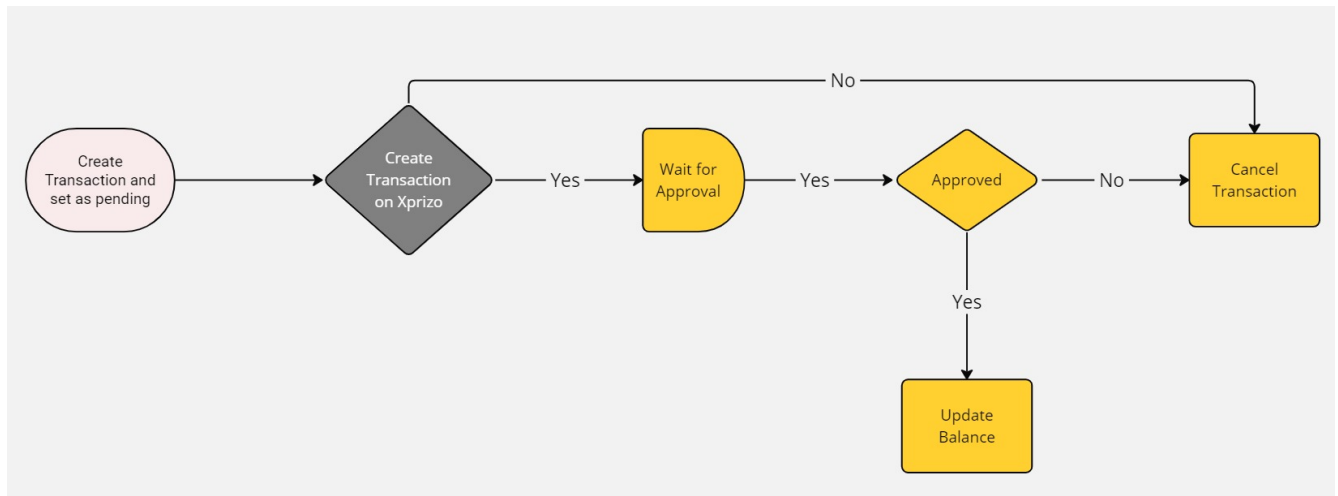 No
Create
Transaction and
set as pending
Create
Transaction
on Xprizo
Yes
Wait for
Approval
Yes
Approved
No
Cancel
Transaction
Yes
Update
Balance